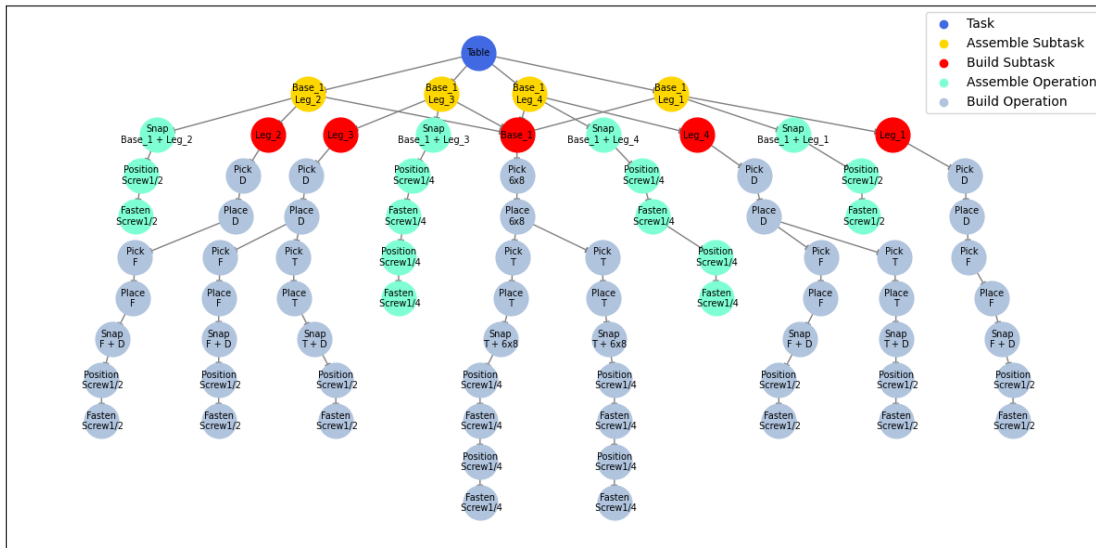 Task
Assemble Subtask
Build Subtask
Assemble Operation
Build Operation
Table
Base_1
Leg_2
Base_1
Leg_3
Base_1
Leg_4
Base_1
Leg_1
Snap
Base_1 + Leg_2
Leg_2
Leg_3
Snap
Base_1 + Leg_3
Base_1
Snap
Base_1 + Leg_4
Leg_4
Snap
Base_1 + Leg_1
Leg_1
Position
Screw1/2
Pick
D
Pick
D
Position
Screw1/4
Pick
6x8
Position
Screw1/4
Pick
D
Position
Screw1/2
Pick
D
Fasten
Screw1/2
Place
D
Place
D
Fasten
Screw1/4
Place
6x8
Fasten
Screw1/4
Place
D
Fasten
Screw1/2
Place
D
Pick
F
Pick
F
Pick
T
Position
Screw1/4
Pick
T
Pick
T
Position
Screw1/4
Pick
F
Pick
T
Pick
F
Place
F
Place
F
Place
T
Fasten
Screw1/4
Place
T
Place
T
Fasten
Screw1/4
Place
F
Place
T
Place
F
Snap
F + D
Snap
F + D
Snap
T + D
Snap
T + 6x8
Snap
T + 6x8
Snap
F + D
Snap
T + D
Snap
F + D
Position
Screw1/2
Position
Screw1/2
Position
Screw1/2
Position
Screw1/4
Position
Screw1/4
Position
Screw1/2
Position
Screw1/2
Position
Screw1/2
Fasten
Screw1/2
Fasten
Screw1/2
Fasten
Screw1/2
Fasten
Screw1/4
Fasten
Screw1/4
Fasten
Screw1/2
Fasten
Screw1/2
Fasten
Screw1/2
Position
Screw1/4
Position
Screw1/4
Fasten
Screw1/4
Fasten
Screw1/4